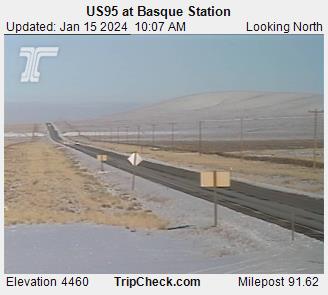 US95 at Basque Station
Updated: Jan 15 2024 10:07 AM Looking North
Elevation 4460 TripCheck.com Milepost 91.62